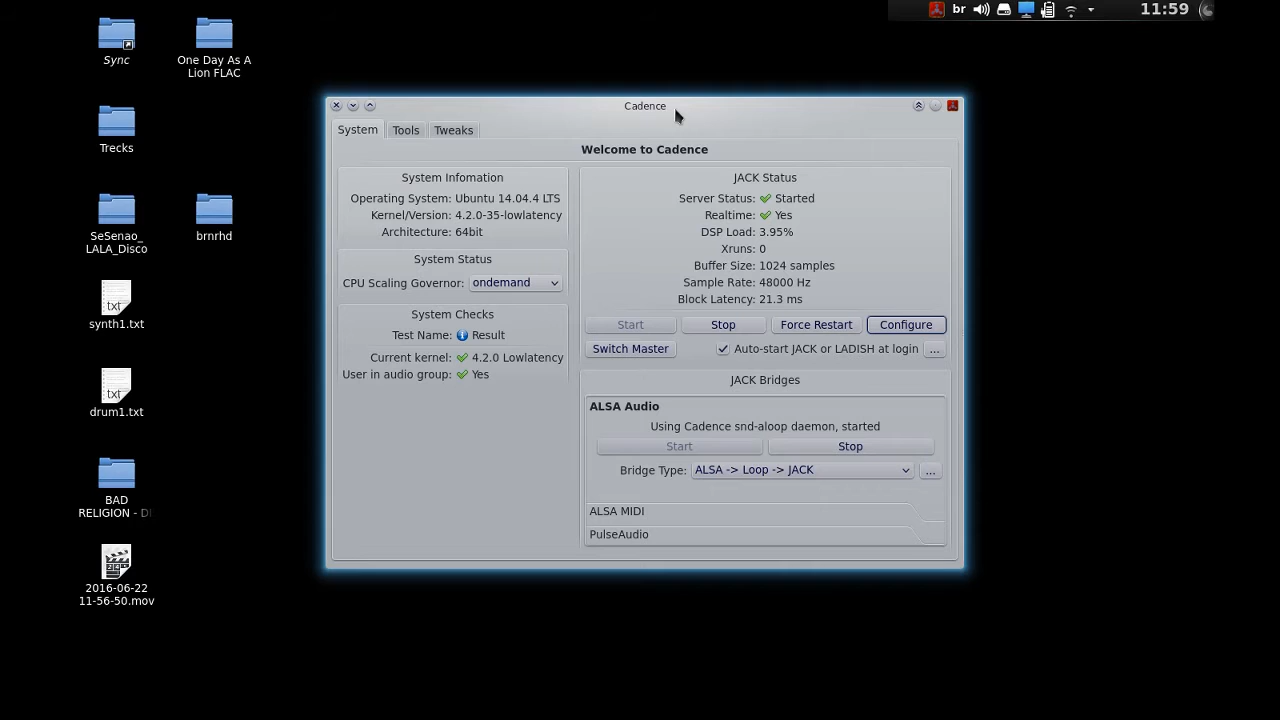 br
11:59
Sync
One Day As A
Lion FLAC
Trecks
SeSenao_
LALA_Disco
brnrhd
txt
synth1.txt
txt
drum1.txt
BAD
RELIGION - D
2016-06-22
11-56-50.mov
Cadence
System
Tools
Tweaks
Welcome to Cadence
System Infomation
Operating System: Ubuntu 14.04.4 LTS
Kernel/Version: 4.2.0-35-lowlatency
Architecture: 64bit
System Status
CPU Scaling Governor: ondemand
System Checks
Test Name: Result
Current kernel: 4.2.0 Lowlatency
User in audio group: Yes
JACK Status
Server Status: Started
Realtime: Yes
DSP Load: 3.95%
Xruns: 0
Buffer Size: 1024 samples
Sample Rate: 48000 Hz
Block Latency: 21.3 ms
Start
Stop
Force Restart
Configure
Switch Master
Auto-start JACK or LADISH at login
...
JACK Bridges
ALSA Audio
Using Cadence snd-aloop daemon, started
Start
Stop
Bridge Type: ALSA -> Loop -> JACK
...
ALSA MIDI
PulseAudio